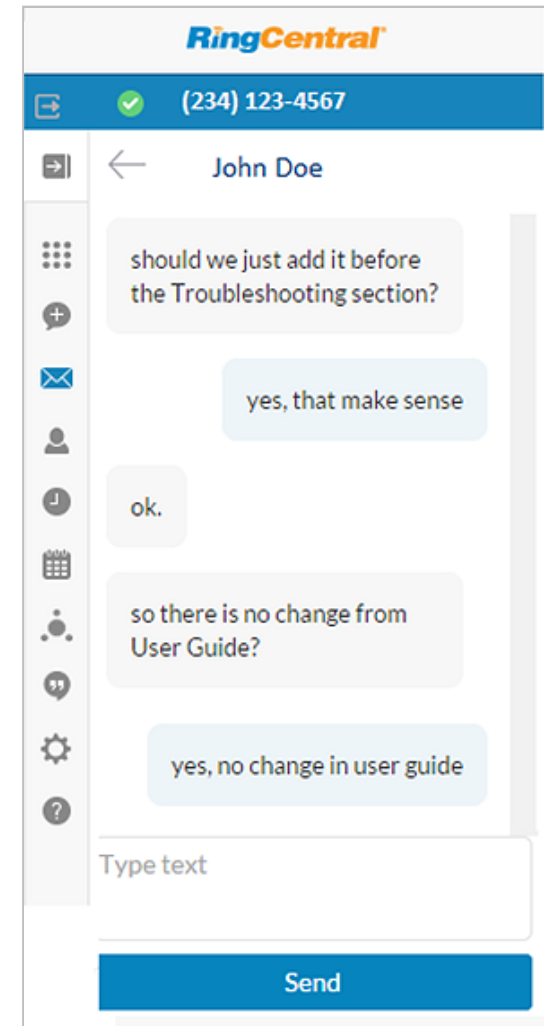 RingCentral
(234) 123-4567
John Doe
should we just add it before
the Troubleshooting section?
yes, that make sense
ok.
so there is no change from
User Guide?
yes, no change in user guide
Type text
Send